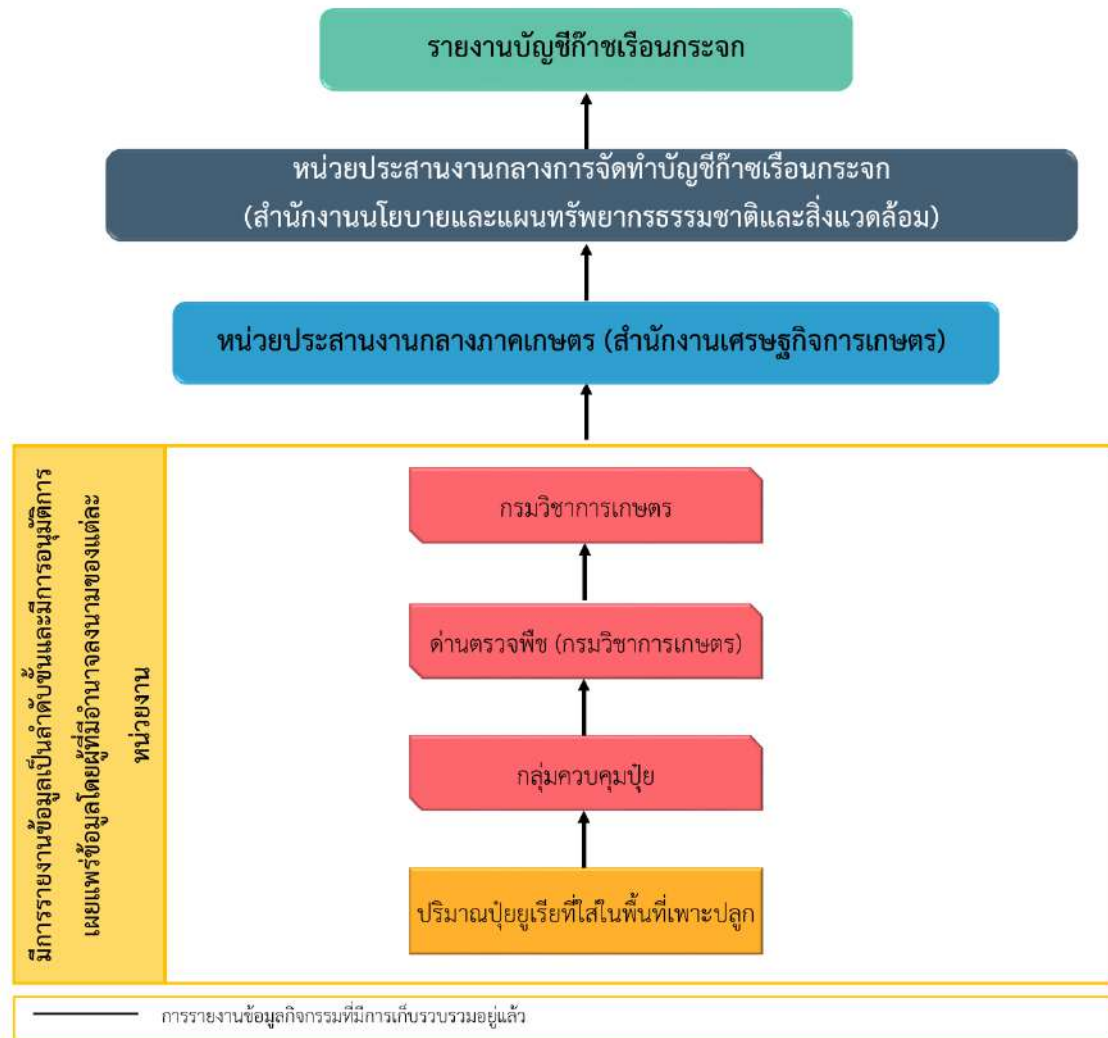 รายงานบัญชีก๊าซเรือนกระจก
หน่วยประสานงานกลางการจัดทำบัญชีก๊าซเรือนกระจก
(สำนักงานนโยบายและแผนทรัพยากรธรรมชาติและสิ่งแวดล้อม)
หน่วยประสานงานกลางภาคเกษตร (สำนักงานเศรษฐกิจการเกษตร)
มีการรายงานข้อมูลเป็นลำดับขั้นและมีการอนุมัติการ
เผยแพร่ข้อมูลโดยผู้ที่มีอำนาจลงนามของแต่ละ
หน่วยงาน
กรมวิชาการเกษตร
ด่านตรวจพืช (กรมวิชาการเกษตร)
กลุ่มควบคุมปุ๋ย
ปริมาณปุ๋ยยูเรียที่ใส่ในพื้นที่เพาะปลูก
การรายงานข้อมูลกิจกรรมที่มีการเก็บรวบรวมอยู่แล้ว